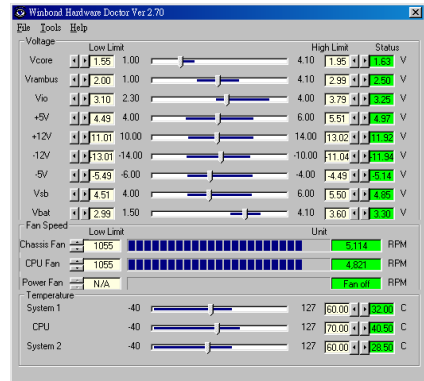 Winbond Hardware Doctor Ver 2.70
File Tools Help
Voltage
Low Limit High Limit Status
Vcore 1.55 1.00 4.10 1.95 1.63 V
Vrambus 2.00 1.00 4.10 2.99 2.50 V
Vio 3.10 2.30 4.00 3.79 3.25 V
+5V 4.49 4.00 6.00 5.51 4.97 V
+12V 11.01 10.00 14.00 13.02 11.92 V
-12V -13.01 -14.00 -10.00 -11.04 -11.94 V
-5V -5.49 -6.00 -4.00 -4.49 -5.14 V
Vsb 4.51 4.00 6.00 5.50 4.85 V
Vbat 2.99 1.50 4.10 3.60 3.30 V
Fan Speed
Low Limit Unit
Chassis Fan 1055 5,114 RPM
CPU Fan 1055 4,821 RPM
Power Fan N/A Fan off RPM
Temperature
System 1 -40 127 60.00 32.00 C
CPU -40 127 70.00 40.50 C
System 2 -40 127 60.00 28.50 C